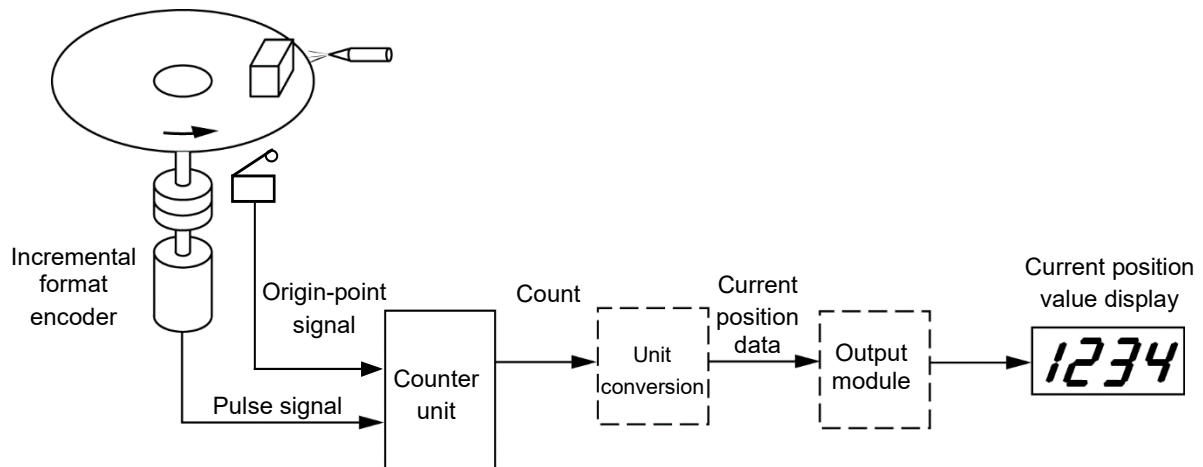 Incremental
format
encoder
Origin-point
signal
Pulse signal
Counter
unit
Count
Unit
conversion
Current
position
data
Output
module
Current position
value display
1234